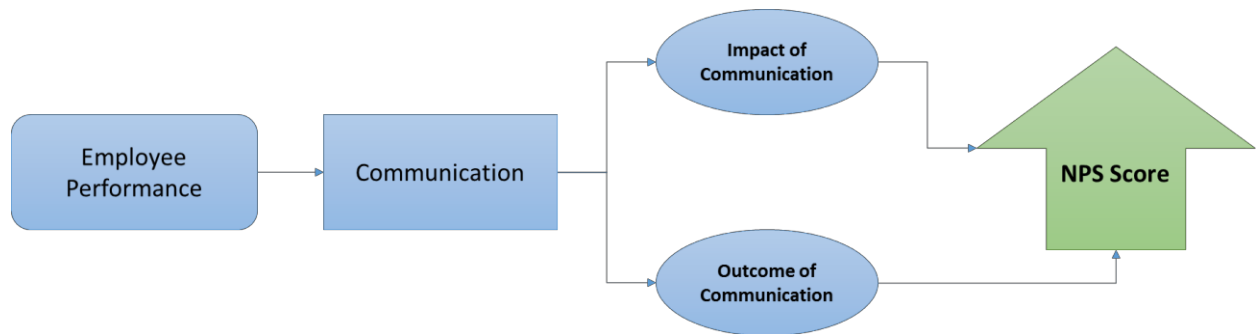 Employee
Performance
Communication
Impact of
Communication
Outcome of
Communication
NPS Score